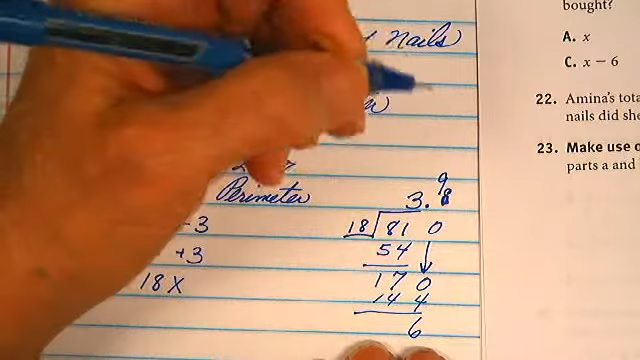 nails
Perimeter
3.9 8
-3
18 81 0
+3
54
18x
17 0
14 4
6
bought?
A. x
C. x − 6
22. Amina's tota
nails did she
23. Make use o
parts a and